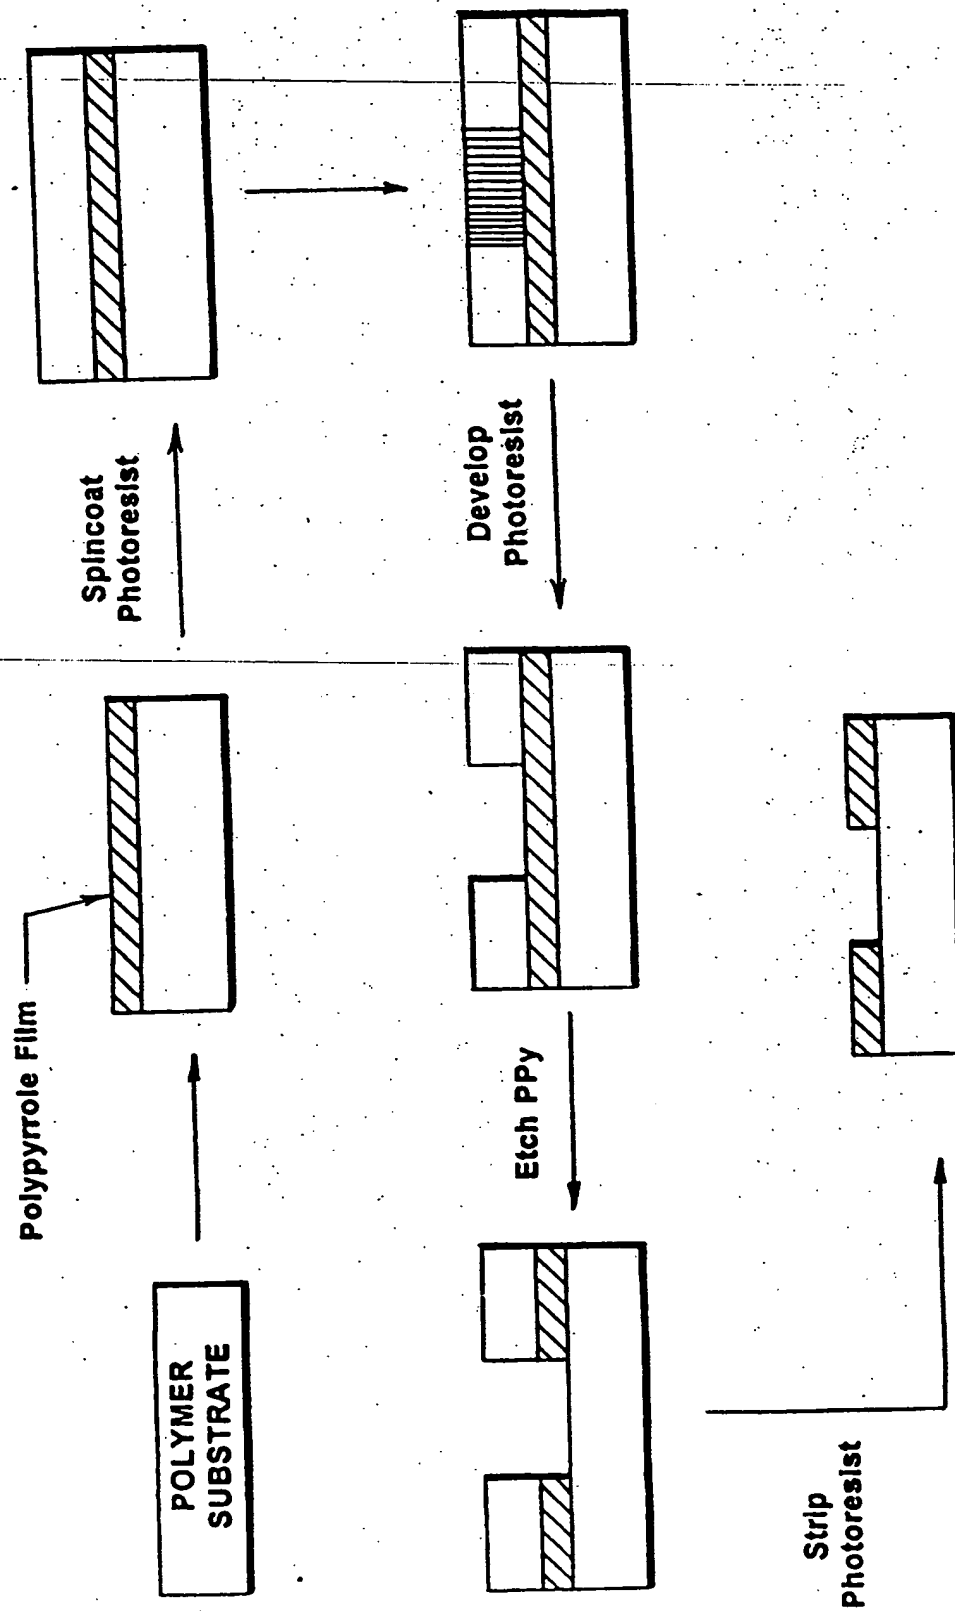 POLYMER
SUBSTRATE
Polypyrrole Film
Spincoat
Photoresist
Develop
Photoresist
Etch PPy
Strip
Photoresist